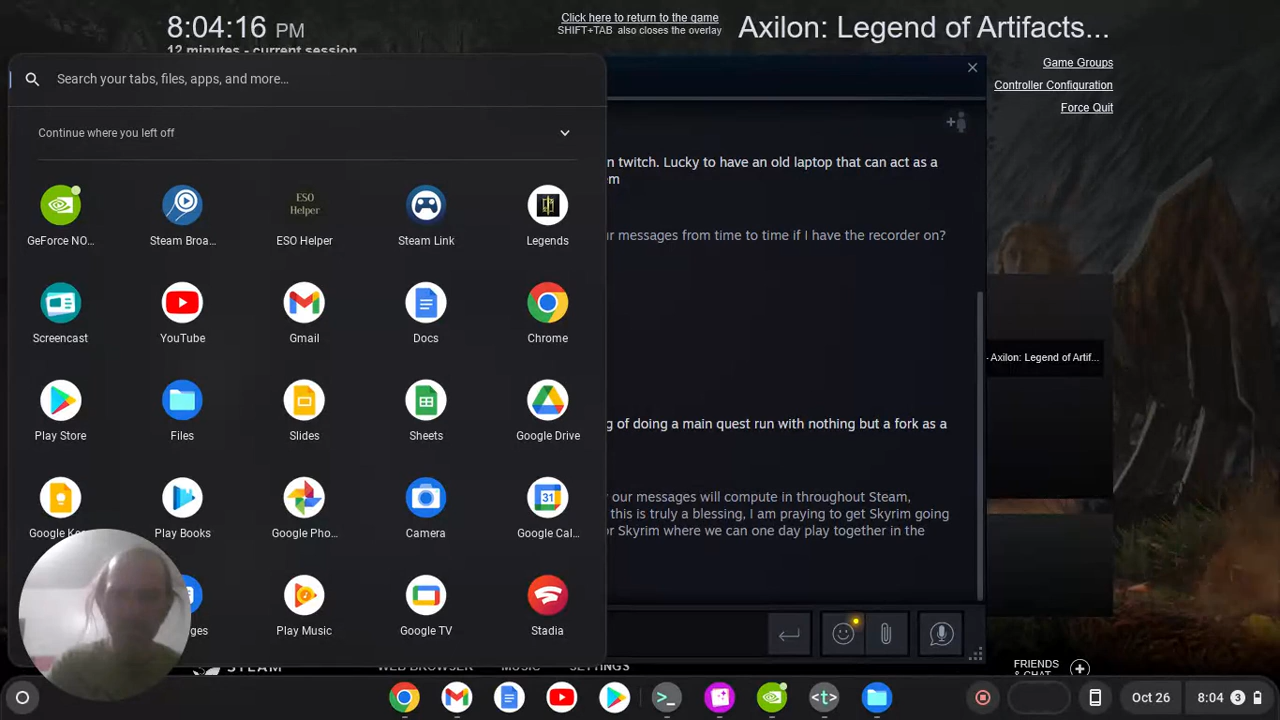 8:04:16 PM
12 minutes - current session
Click here to return to the game
SHIFT+TAB also closes the overlay
Axilon: Legend of Artifacts...
Game Groups
Controller Configuration
Force Quit
Search your tabs, files, apps, and more...
Continue where you left off
GeForce NO...
Steam Broa...
ESO Helper
ESO Helper
Steam Link
Legends
Screencast
YouTube
Gmail
Docs
Chrome
Play Store
Files
Slides
Sheets
Google Drive
Play Books
Google Pho...
Camera
31
Google Cal...
Play Music
Google TV
Stadia
n twitch. Lucky to have an old laptop that can act as a
em
ur messages from time to time if I have the recorder on?
g of doing a main quest run with nothing but a fork as a
our messages will compute in throughout Steam,
this is truly a blessing, I am praying to get Skyrim going
or Skyrim where we can one day play together in the
- Axilon: Legend of Artif...
STEAM
WEB BROWSER
MUSIC
SETTINGS
FRIENDS
& CHAT
Oct 26
8:04
3